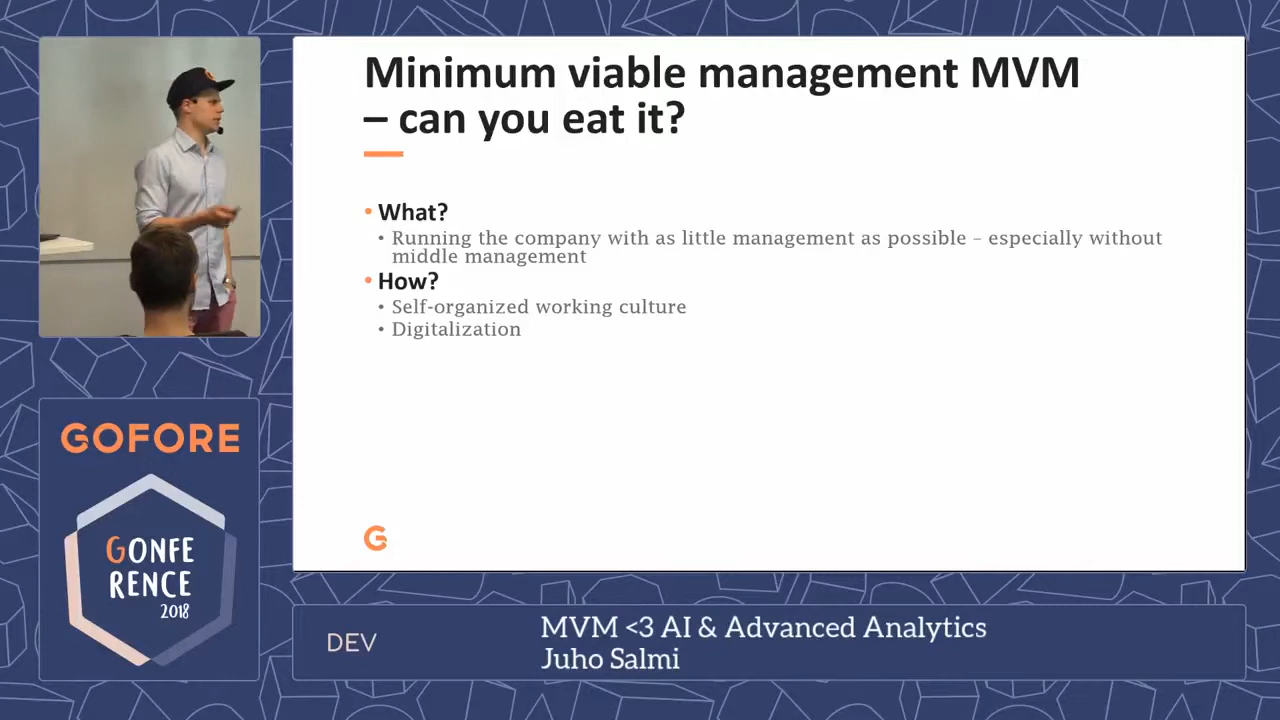 Minimum viable management MVM
– can you eat it?
• What?
• Running the company with as little management as possible – especially without
middle management
• How?
• Self-organized working culture
• Digitalization
G
GOFORE
GONFE
RENCE
2018
DEV
MVM <3 AI & Advanced Analytics
Juho Salmi